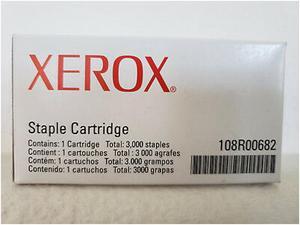 XEROX®
Staple Cartridge
Contains: 1 Cartridge Total: 3,000 staples
Contient : 1 cartouches Total : 3 000 agrafes
Contém: 1 cartuchos Total: 3.000 grampos
Contenido: 1 cartuchos Total: 3000 grapas
108R00682